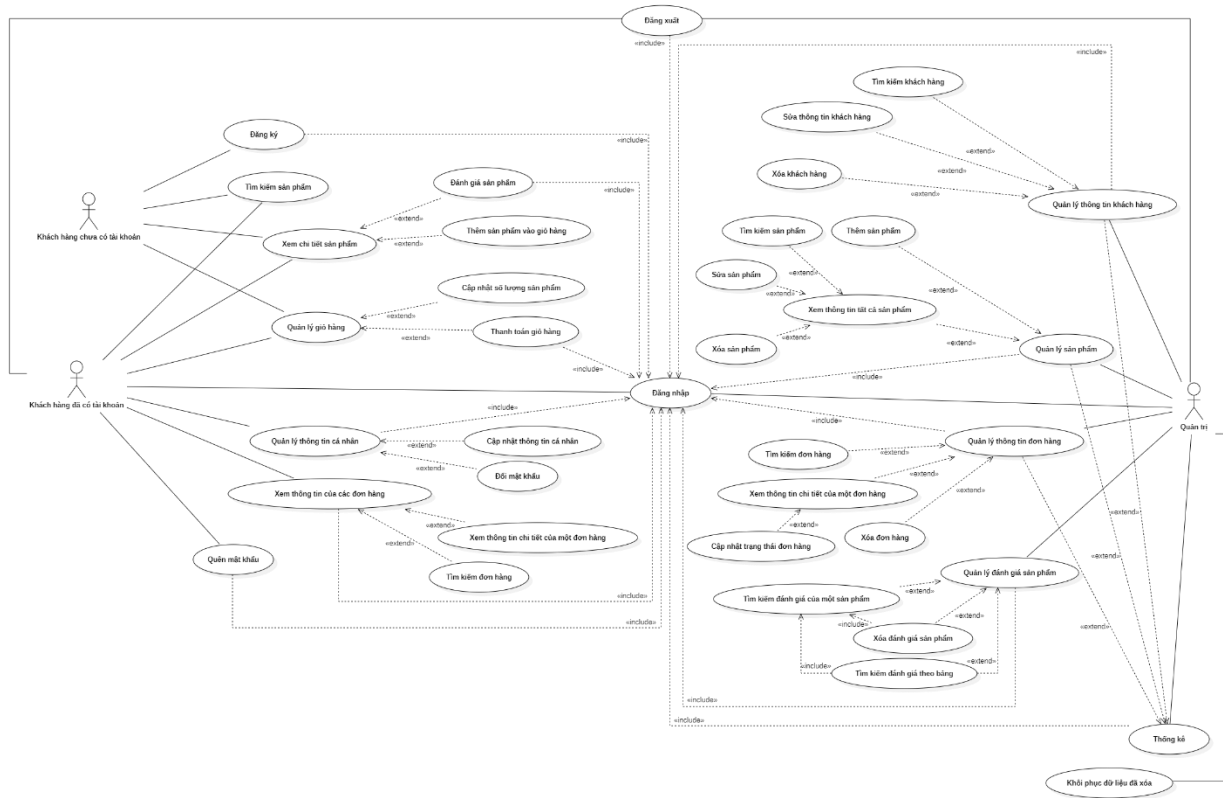 Đăng xuất
«include»
Tìm kiếm khách hàng
Sửa thông tin khách hàng
Đăng ký
«include»
«extend»
Đánh giá sản phẩm
Xóa khách hàng
«extend»
Tìm kiếm sản phẩm
«include»
«extend»
Quản lý thông tin khách hàng
Khách hàng chưa có tài khoản
«extend»
Thêm sản phẩm vào giỏ hàng
Tìm kiếm sản phẩm
Thêm sản phẩm
Xem chi tiết sản phẩm
«extend»
Sửa sản phẩm
«extend»
«extend»
Cập nhật số lượng sản phẩm
«extend»
Xem thông tin tất cả sản phẩm
«extend»
Quản lý giỏ hàng
Thanh toán giỏ hàng
«extend»
Xóa sản phẩm
«extend»
«extend»
Quản lý sản phẩm
«include»
«include»
Đăng nhập
Khách hàng đã có tài khoản
«include»
«include»
Quản trị
Quản lý thông tin cá nhân
«extend»
Cập nhật thông tin cá nhân
Quản lý thông tin đơn hàng
Tìm kiếm đơn hàng
«extend»
«extend»
Đổi mật khẩu
«extend»
Xem thông tin của các đơn hàng
Xem thông tin chi tiết của một đơn hàng
«extend»
«extend»
«extend»
«extend»
Xem thông tin chi tiết của một đơn hàng
Cập nhật trạng thái đơn hàng
Xóa đơn hàng
«extend»
Quên mật khẩu
«extend»
Tìm kiếm đơn hàng
Quản lý đánh giá sản phẩm
«extend»
«include»
Tìm kiếm đánh giá của một sản phẩm
«extend»
«include»
«include»
Xóa đánh giá sản phẩm
«extend»
«include»
«extend»
Tìm kiếm đánh giá theo bảng
«include»
«include»
Thống kê
Khôi phục dữ liệu đã xóa